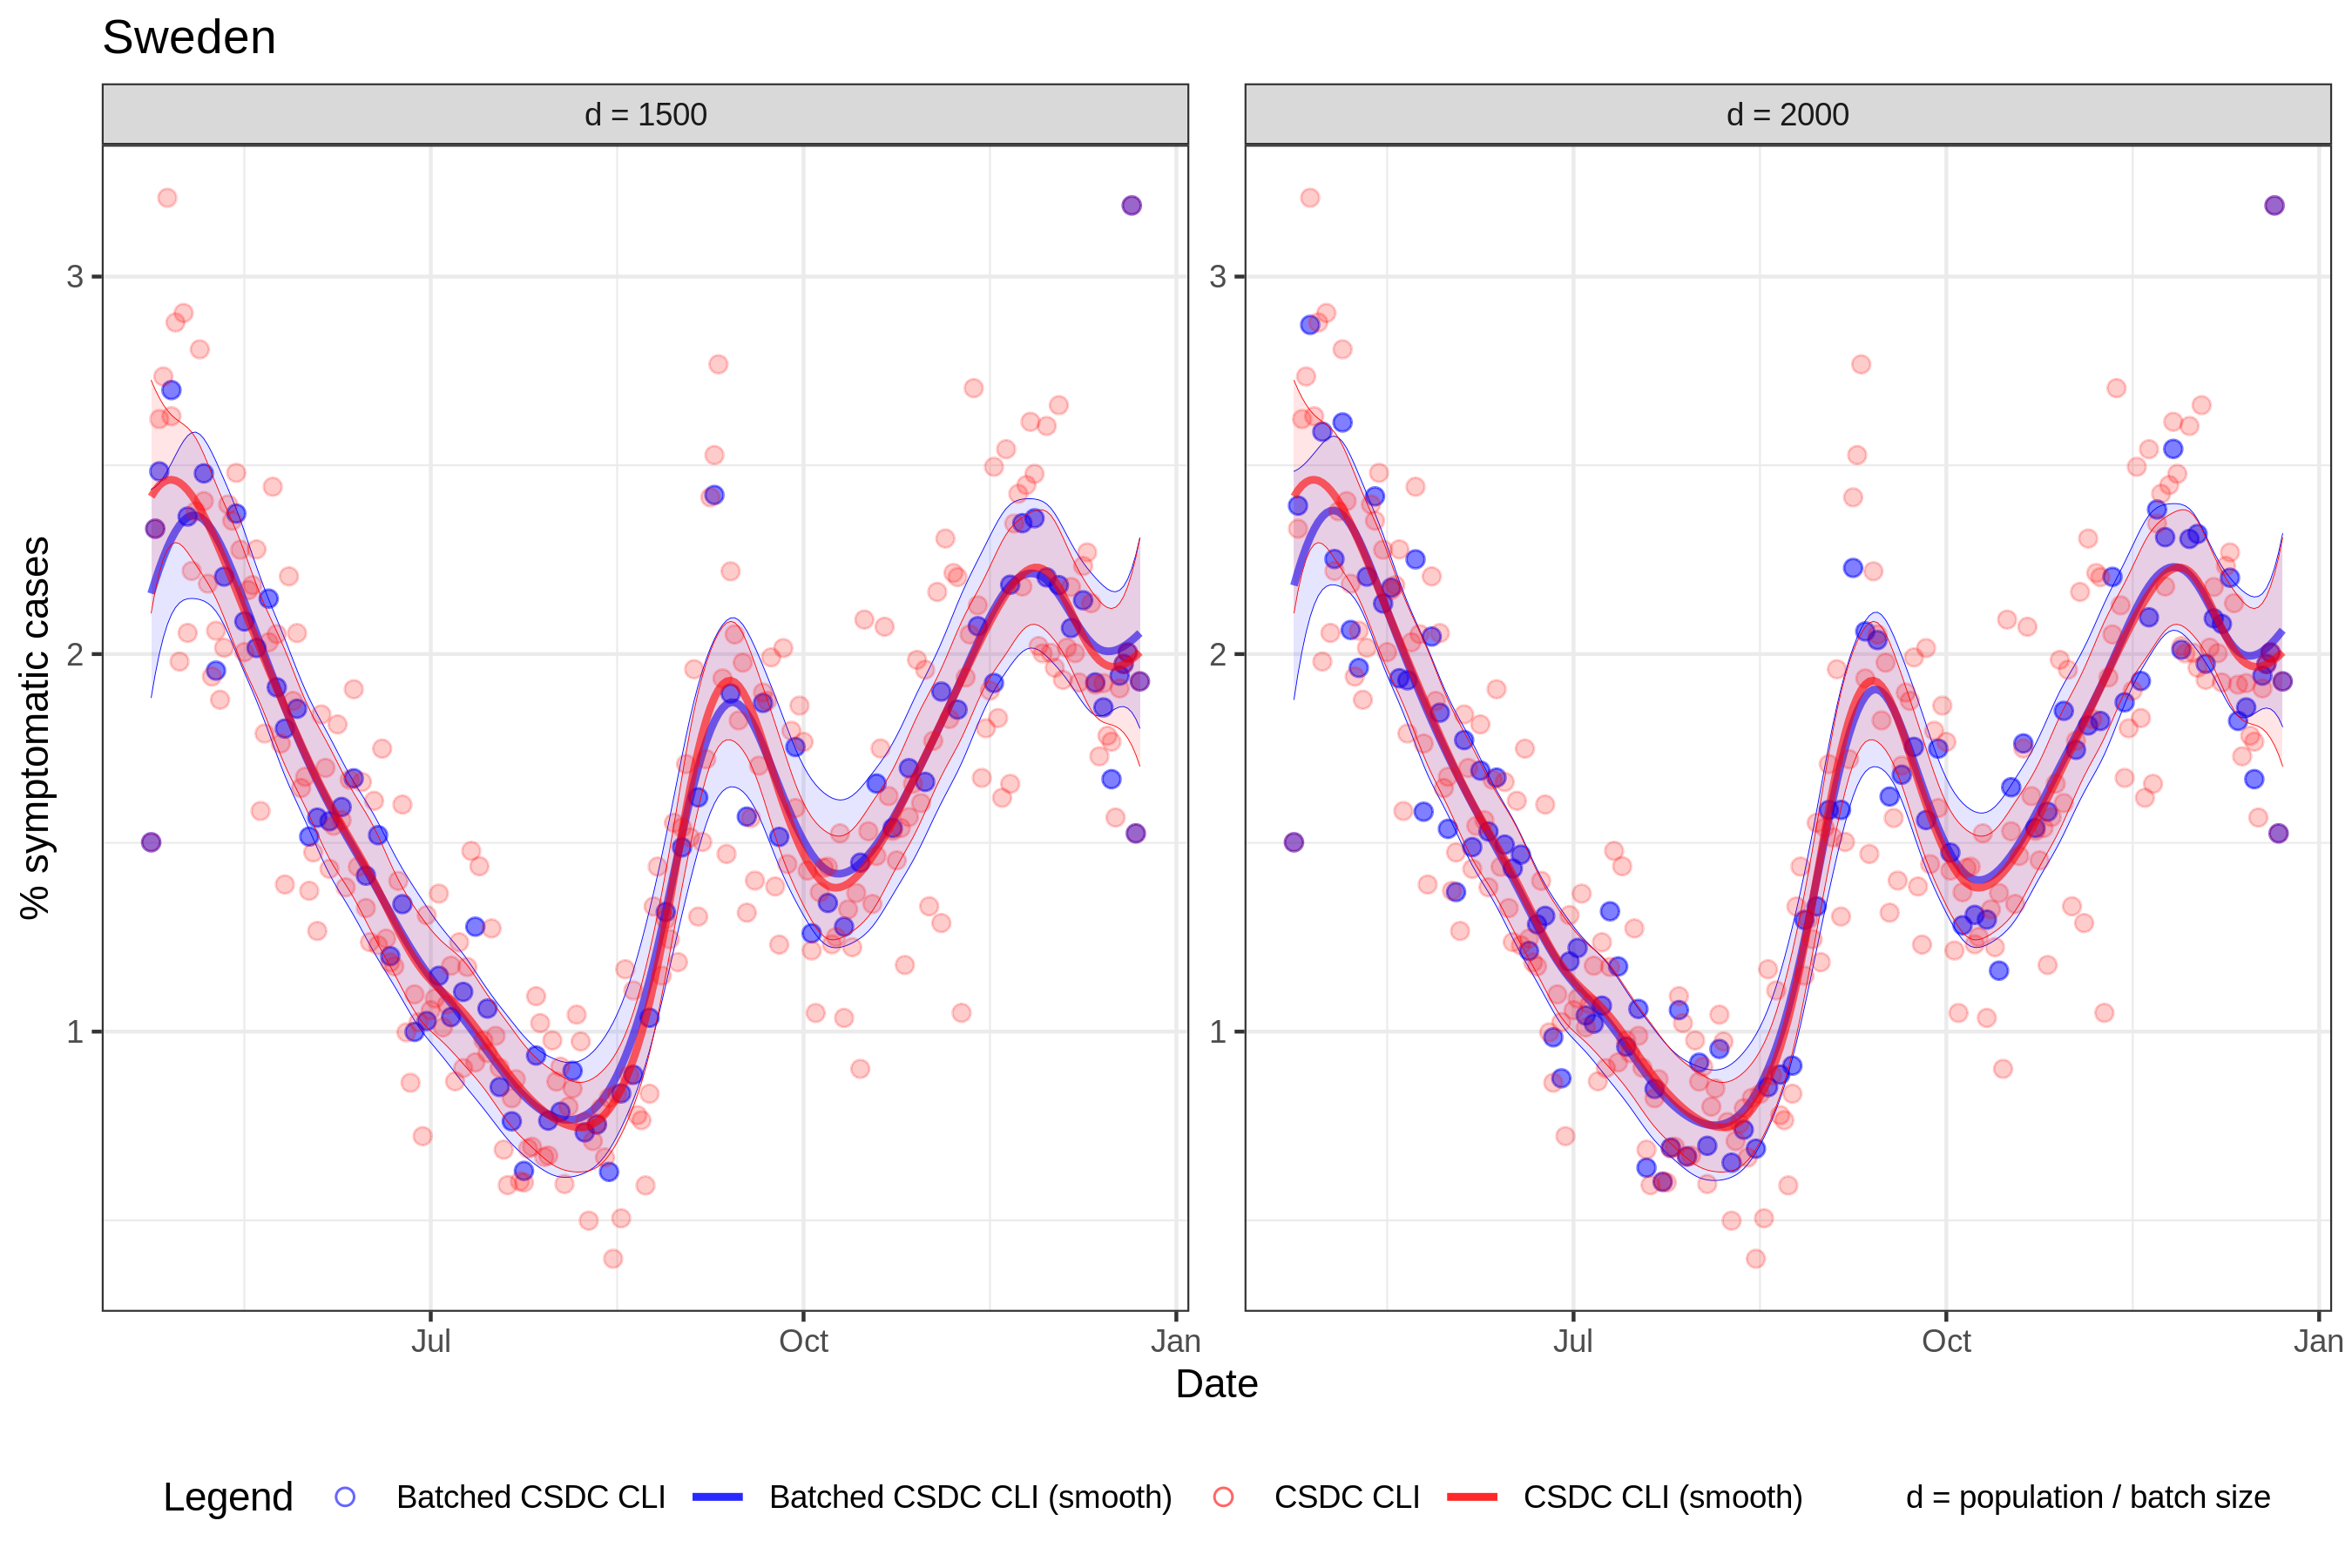 Sweden
d = 1500
d = 2000
% symptomatic cases
3
2
1
3
2
1
Jul
Oct
Jan
Jul
Oct
Jan
Date
Legend
Batched CSDC CLI
Batched CSDC CLI (smooth)
CSDC CLI
CSDC CLI (smooth)
d = population / batch size